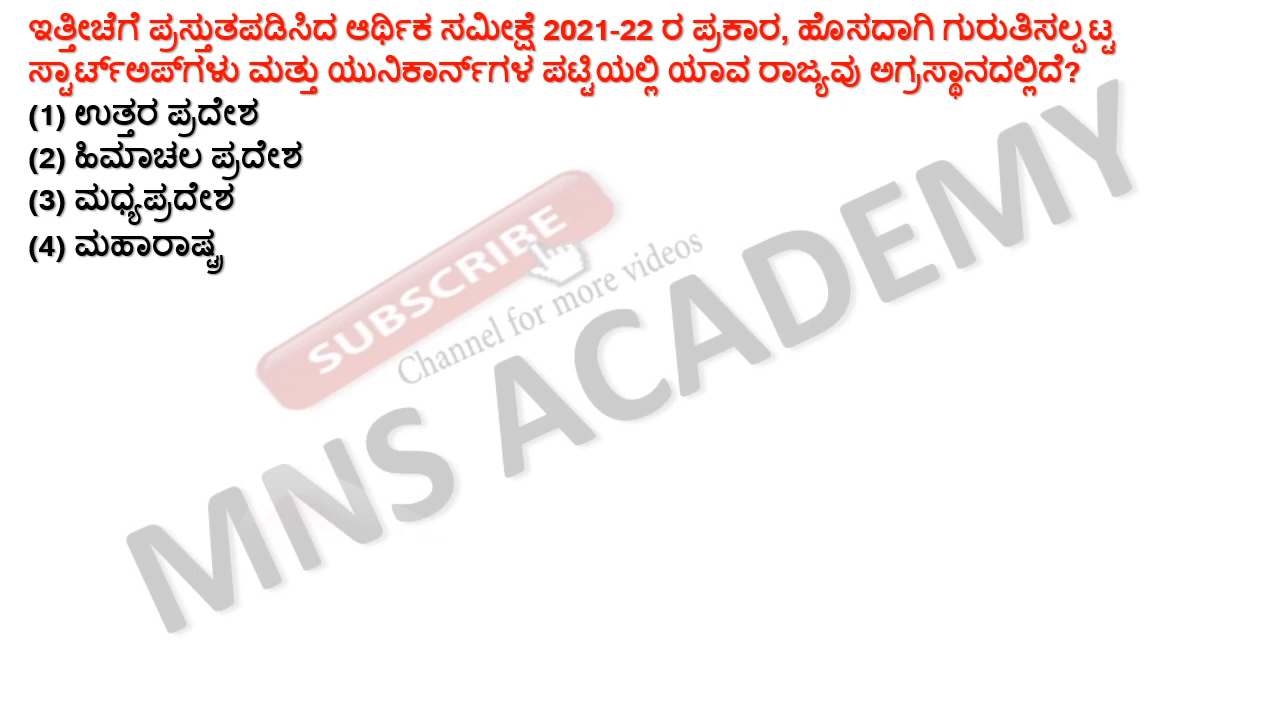 ಇತ್ತೀಚೆಗೆ ಪ್ರಸ್ತುತಪಡಿಸಿದ ಆರ್ಥಿಕ ಸಮೀಕ್ಷೆ 2021-22 ರ ಪ್ರಕಾರ, ಹೊಸದಾಗಿ ಗುರುತಿಸಲ್ಪಟ್ಟ
ಸ್ಟಾರ್ಟ್‌ಅಪ್‌ಗಳು ಮತ್ತು ಯುನಿಕಾರ್ನ್‌ಗಳ ಪಟ್ಟಿಯಲ್ಲಿ ಯಾವ ರಾಜ್ಯವು ಅಗ್ರಸ್ಥಾನದಲ್ಲಿದೆ?
(1) ಉತ್ತರ ಪ್ರದೇಶ
(2) ಹಿಮಾಚಲ ಪ್ರದೇಶ
(3) ಮಧ್ಯಪ್ರದೇಶ
(4) ಮಹಾರಾಷ್ಟ್ರ
SUBSCRIBE
Channel for more videos
MNS ACADEMY